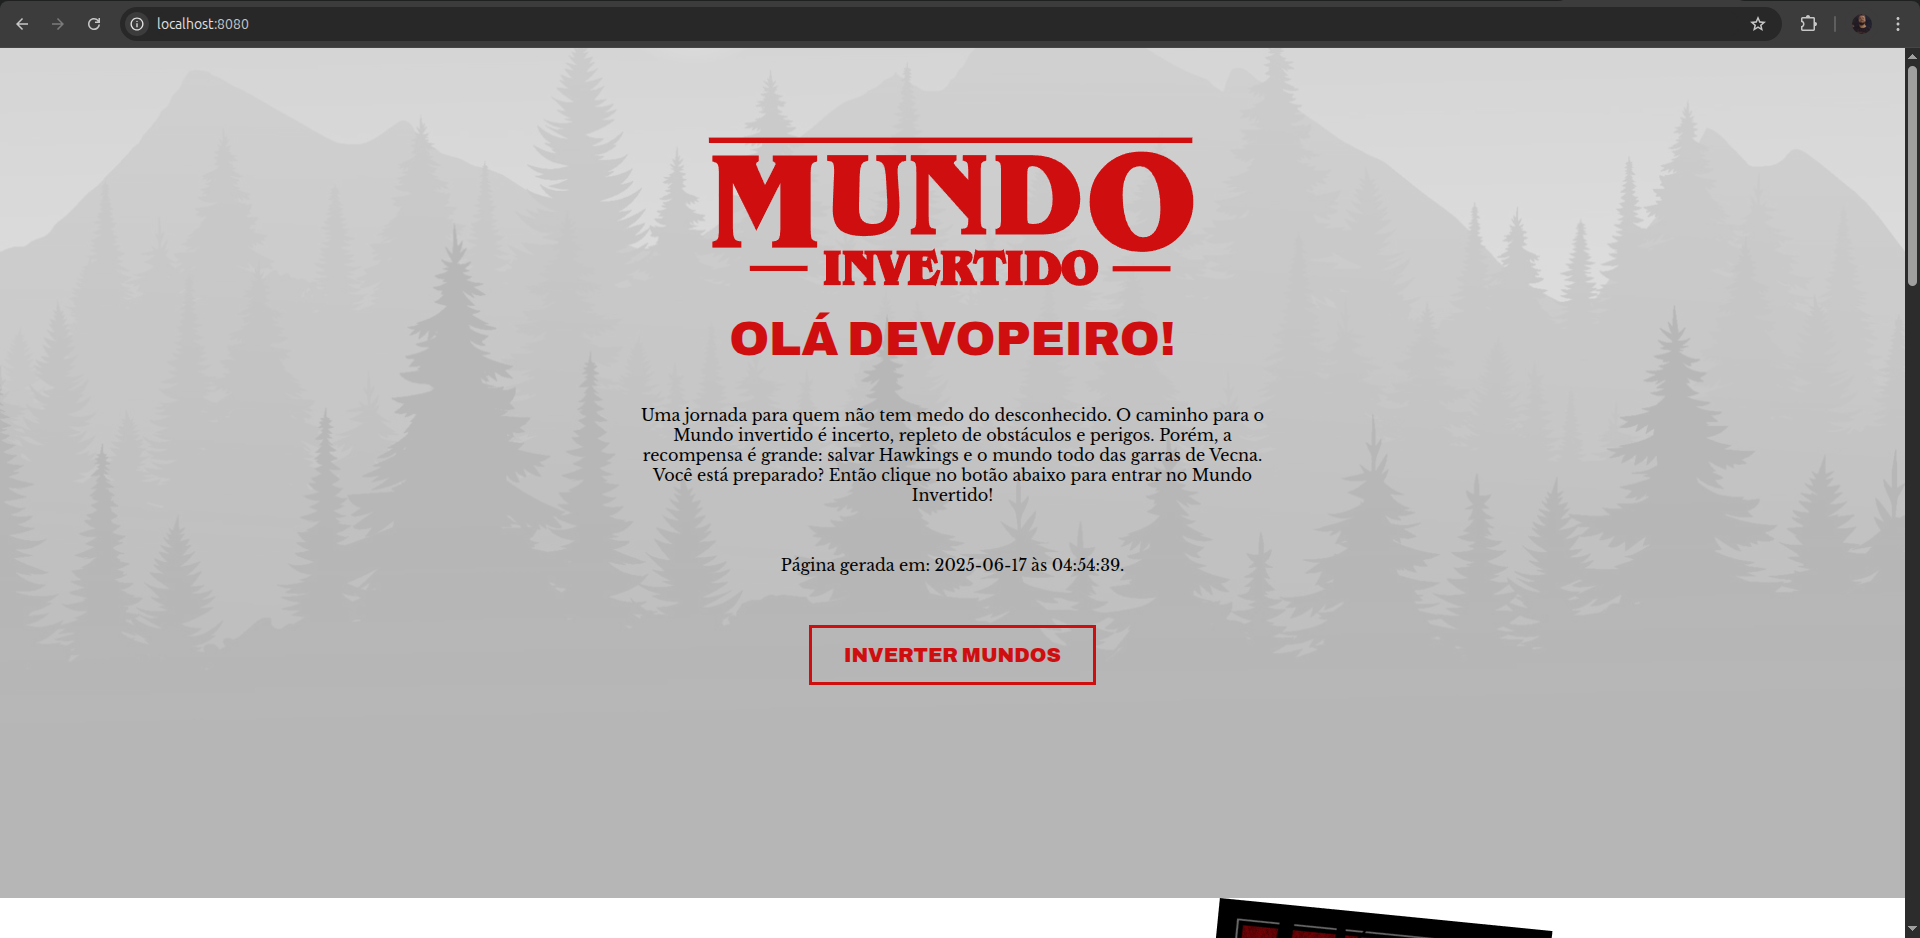 localhost:8080
MUNDO
INVERTIDO
OLÁ DEVOPEIRO!
Uma jornada para quem não tem medo do desconhecido. O caminho para o
Mundo invertido é incerto, repleto de obstáculos e perigos. Porém, a
recompensa é grande: salvar Hawkings e o mundo todo das garras de Vecna.
Você está preparado? Então clique no botão abaixo para entrar no Mundo
Invertido!
Página gerada em: 2025-06-17 às 04:54:39.
INVERTER MUNDOS